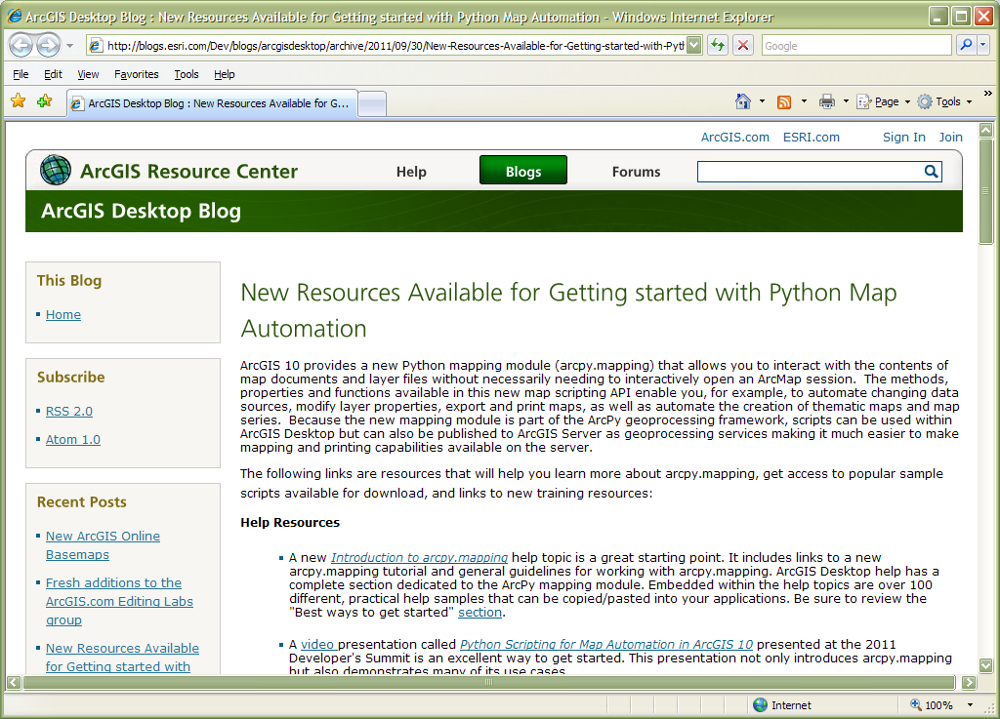 ArcGIS Desktop Blog : New Resources Available for Getting started with Python Map Automation - Windows Internet Explorer
http://blogs.esri.com/Dev/blogs/arcgisdesktop/archive/2011/09/30/New-Resources-Available-for-Getting-started-with-Pyth
Google
File Edit View Favorites Tools Help
ArcGIS Desktop Blog : New Resources Available for G...
Page Tools
ArcGIS.com ESRI.com Sign In Join
ArcGIS Resource Center Help Blogs Forums
ArcGIS Desktop Blog
This Blog
Home
Subscribe
RSS 2.0
Atom 1.0
Recent Posts
New ArcGIS Online
Basemaps
Fresh additions to the
ArcGIS.com Editing Labs
group
New Resources Available
for Getting started with
New Resources Available for Getting started with Python Map
Automation
ArcGIS 10 provides a new Python mapping module (arcpy.mapping) that allows you to interact with the contents of
map documents and layer files without necessarily needing to interactively open an ArcMap session. The methods,
properties and functions available in this new map scripting API enable you, for example, to automate changing data
sources, modify layer properties, export and print maps, as well as automate the creation of thematic maps and map
series. Because the new mapping module is part of the ArcPy geoprocessing framework, scripts can be used within
ArcGIS Desktop but can also be published to ArcGIS Server as geoprocessing services making it much easier to make
mapping and printing capabilities available on the server.
The following links are resources that will help you learn more about arcpy.mapping, get access to popular sample
scripts available for download, and links to new training resources:
Help Resources
A new Introduction to arcpy.mapping help topic is a great starting point. It includes links to a new
arcpy.mapping tutorial and general guidelines for working with arcpy.mapping. ArcGIS Desktop help has a
complete section dedicated to the ArcPy mapping module. Embedded within the help topics are over 100
different, practical help samples that can be copied/pasted into your applications. Be sure to review the
"Best ways to get started" section.
A video presentation called Python Scripting for Map Automation in ArcGIS 10 presented at the 2011
Developer's Summit is an excellent way to get started. This presentation not only introduces arcpy.mapping
but also demonstrates many of its use cases.
Internet 100%